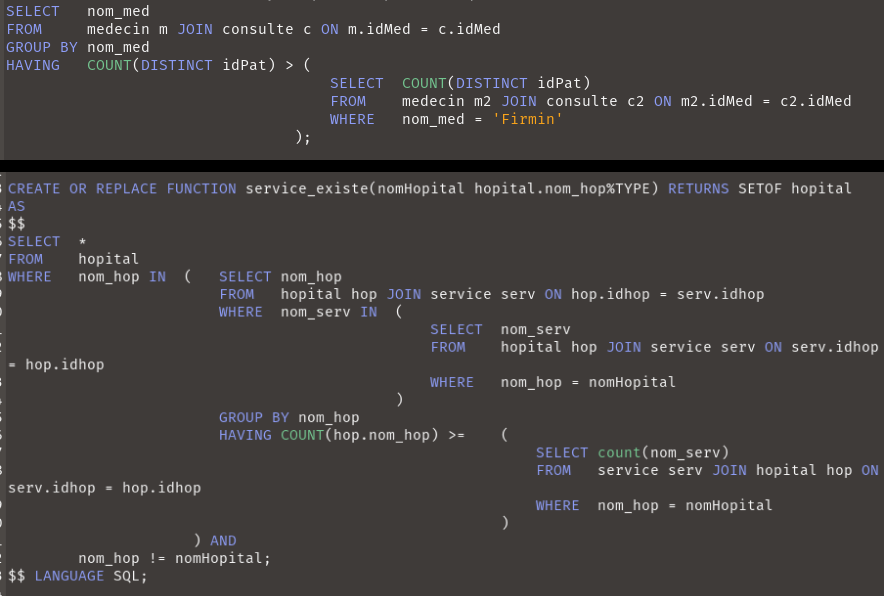 SELECT   nom_med
FROM     medecin m JOIN consulte c ON m.idMed = c.idMed
GROUP BY nom_med
HAVING   COUNT(DISTINCT idPat) > (
SELECT  COUNT(DISTINCT idPat)
FROM    medecin m2 JOIN consulte c2 ON m2.idMed = c2.idMed
WHERE   nom_med = 'Firmin'
);
CREATE OR REPLACE FUNCTION service_existe(nomHopital hopital.nom_hop%TYPE) RETURNS SETOF hopital
AS
$$
SELECT  *
FROM    hopital
WHERE   nom_hop IN  (   SELECT nom_hop
FROM   hopital hop JOIN service serv ON hop.idhop = serv.idhop
WHERE  nom_serv IN  (
SELECT  nom_serv
FROM    hopital hop JOIN service serv ON serv.idhop
= hop.idhop
WHERE   nom_hop = nomHopital
)
GROUP BY nom_hop
HAVING COUNT(hop.nom_hop) >=    (
SELECT count(nom_serv)
FROM   service serv JOIN hopital hop ON
serv.idhop = hop.idhop
WHERE  nom_hop = nomHopital
)
) AND
nom_hop != nomHopital;
$$ LANGUAGE SQL;